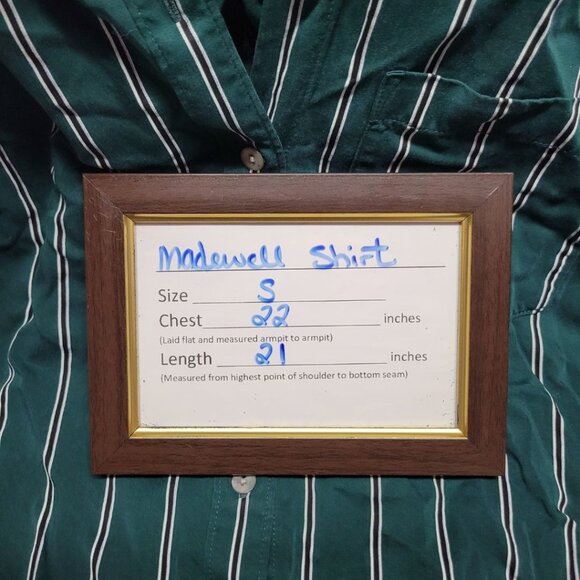 Madewell Shirt
Size S
Chest 22 inches
(Laid flat and measured armpit to armpit)
Length 21 inches
(Measured from highest point of shoulder to bottom seam)